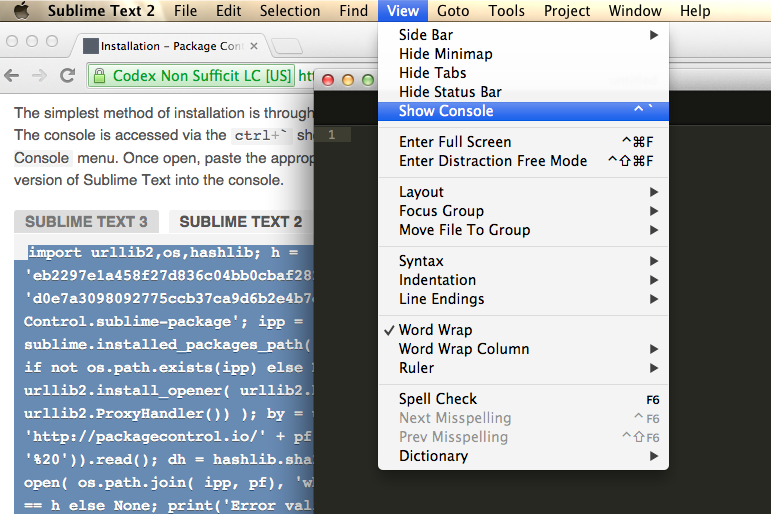 Sublime Text 2 File Edit Selection Find View Goto Tools Project Window Help
Installation – Package Con
Codex Non Sufficit LC [US]
The simplest method of installation is through
The console is accessed via the ctrl+`
Console menu. Once open, paste the
version of Sublime Text into the console.
SUBLIME TEXT 3 SUBLIME TEXT 2
import urllib2,os,hashlib; h =
'eb2297e1a458f27d836c04bb0cbaf28
'd0e7a3098092775ccb37ca9d6b2e4b7
Control.sublime-package'; ipp =
sublime.installed_packages_path(
if not os.path.exists(ipp) else
urllib2.install_opener( urllib2.
urllib2.ProxyHandler()) ); by =
'http://packagecontrol.io/' + pf
'%20')).read(); dh = hashlib.sha
open( os.path.join( ipp, pf), 'w
== h else None; print('Error val
1
Side Bar ▶
Hide Minimap
Hide Tabs
Hide Status Bar
Show Console ^`
Enter Full Screen ^⌘F
Enter Distraction Free Mode ^⇧⌘F
Layout ▶
Focus Group ▶
Move File To Group ▶
Syntax ▶
Indentation ▶
Line Endings ▶
✓ Word Wrap
Word Wrap Column ▶
Ruler ▶
Spell Check F6
Next Misspelling ^F6
Prev Misspelling ^⇧F6
Dictionary ▶